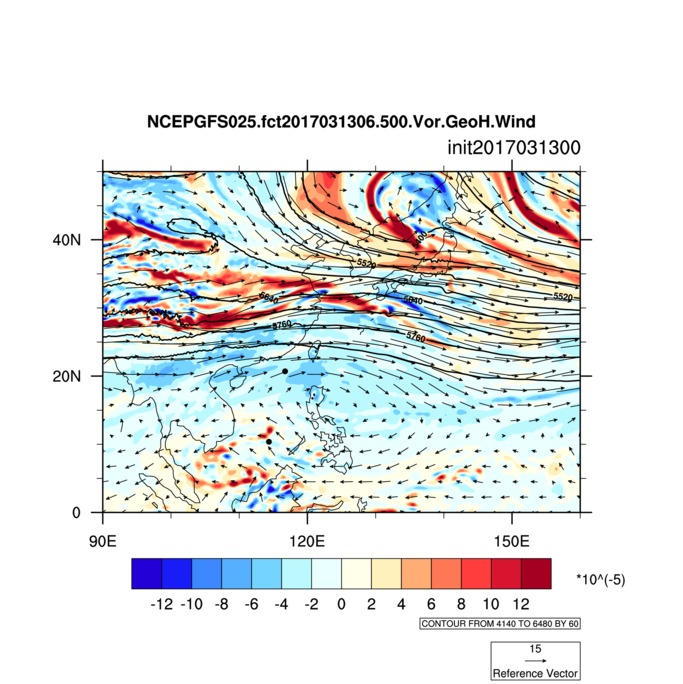 NCEPGFS025.fct2017031306.500.Vor.GeoH.Wind
init2017031300
40N
20N
0
90E 120E 150E
5520
5520
5640
5640
5760
5760
-12 -10 -8 -6 -4 -2 0 2 4 6 8 10 12
*10^(-5)
CONTOUR FROM 4140 TO 6480 BY 60
15
Reference Vector